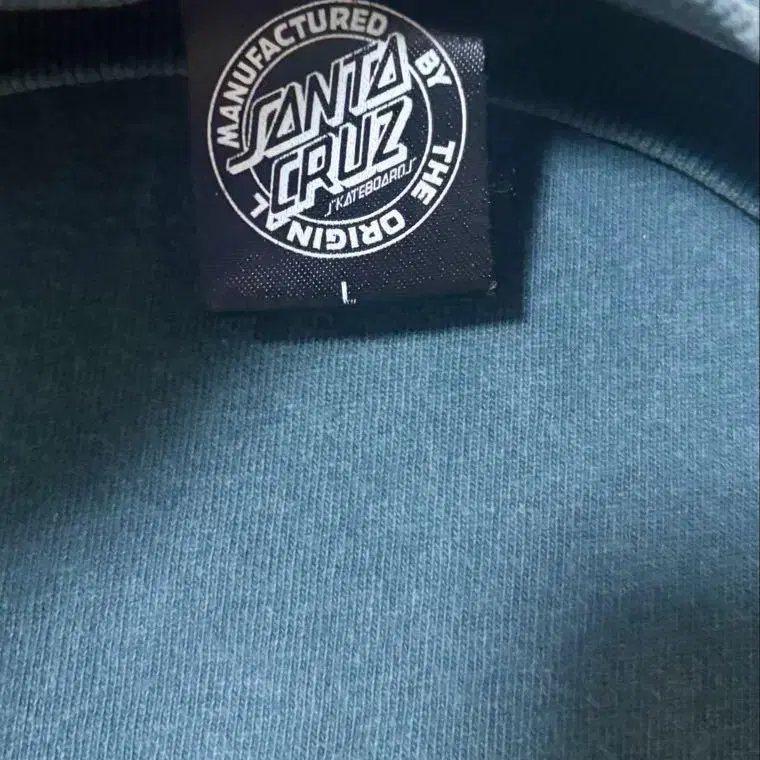 MANUFACTURED BY THE ORIGINAL
SANTA
CRUZ
SKATEBOARDS
L